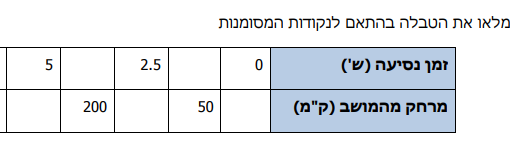 מלאו את הטבלה בהתאם לנקודות המסומנות
זמן נסיעה (ש') 0 2.5 5
מרחק מהמושב (ק"מ) 50 200